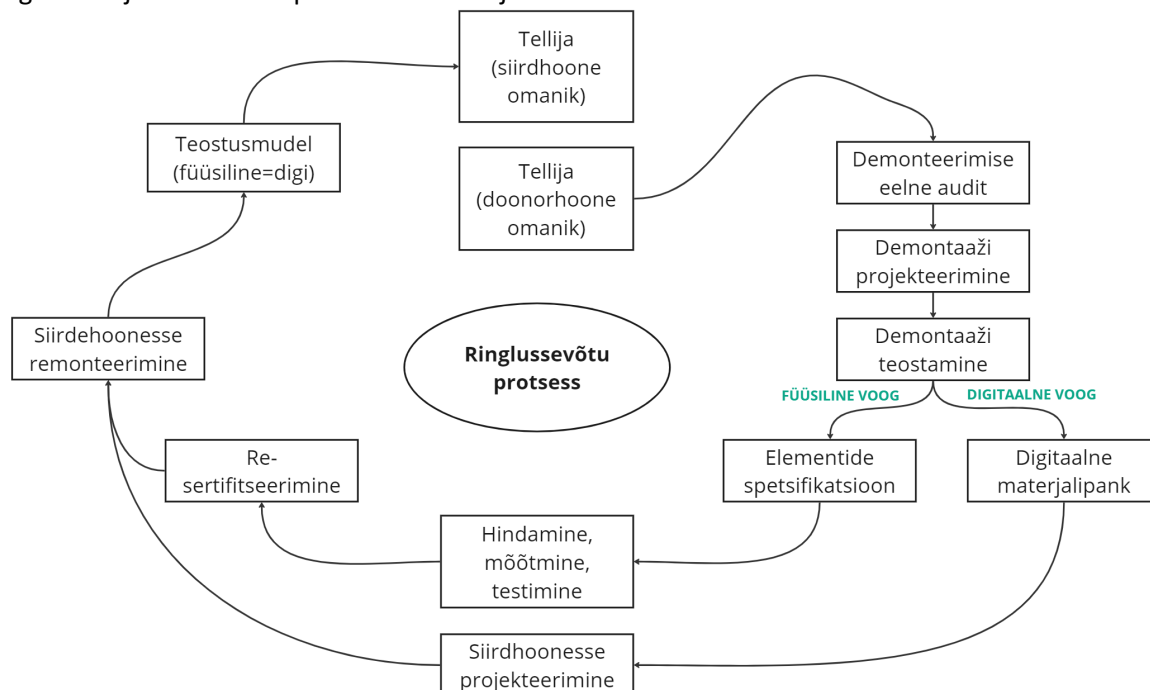 Tellija
(siirdhoone
omanik)
Teostusmudel
(füüsiline=digi)
Tellija
(doonorhoone
omanik)
Demonteerimise
eelne audit
Demontaaži
projekteerimine
Siirdehoonesse
remonteerimine
Ringlussevõtu
protsess
Demontaaži
teostamine
FÜÜSILINE VOOG
DIGITAALNE VOOG
Re-
sertifitseerimine
Elementide
spetsifikatsioon
Digitaalne
materjalipank
Hindamine,
mõõtmine,
testimine
Siirdhoonesse
projekteerimine